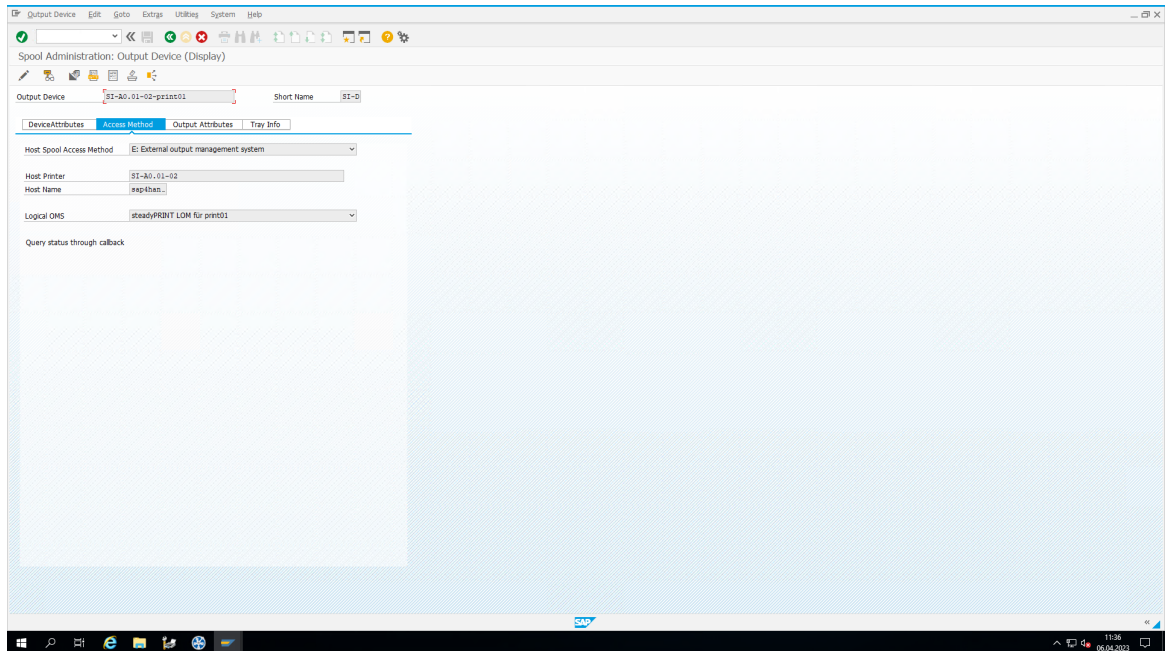 Output Device Edit Goto Extras Utilities System Help
Spool Administration: Output Device (Display)
Output Device SI-A0.01-02-print01 Short Name SI-D
DeviceAttributes Access Method Output Attributes Tray Info
Host Spool Access Method E: External output management system
Host Printer SI-A0.01-02
Host Name sep4han..
Logical OMS steadyPRINT LOM für print01
Query status through callback
SAP
11:36
06.04.2023